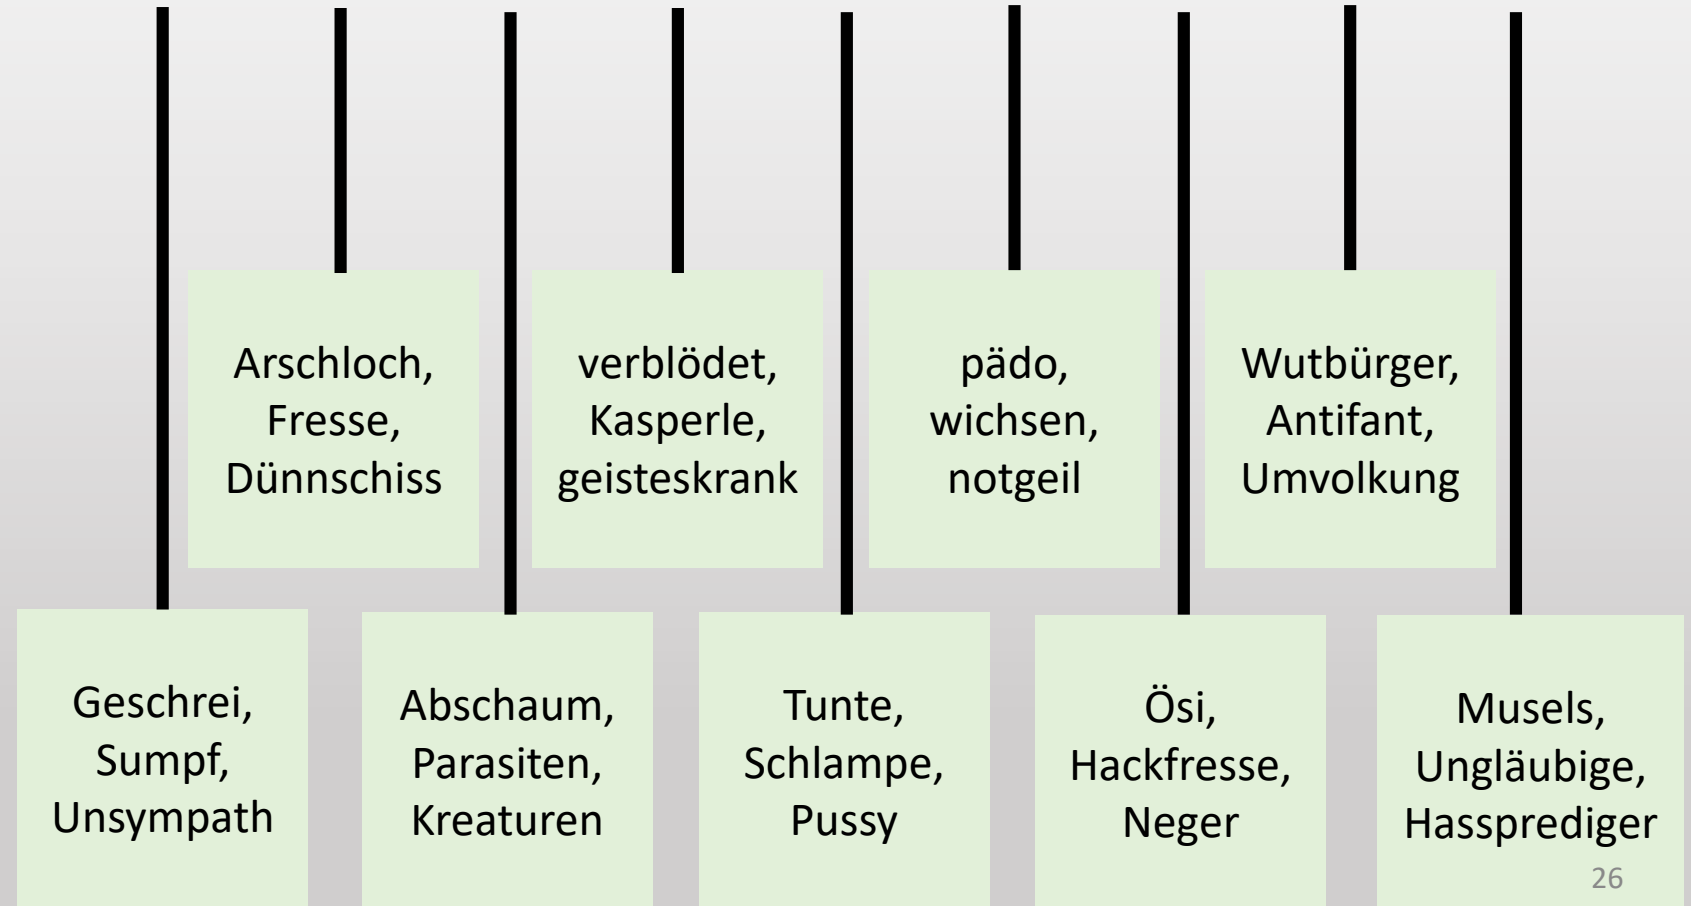 Arschloch,
Fresse,
Dünnschiss
verblödet,
Kasperle,
geisteskrank
pädo,
wichsen,
notgeil
Wutbürger,
Antifant,
Umvolkung
Geschrei,
Sumpf,
Unsympath
Abschaum,
Parasiten,
Kreaturen
Tunte,
Schlampe,
Pussy
Ösi,
Hackfresse,
Neger
Musels,
Ungläubige,
Hassprediger
26